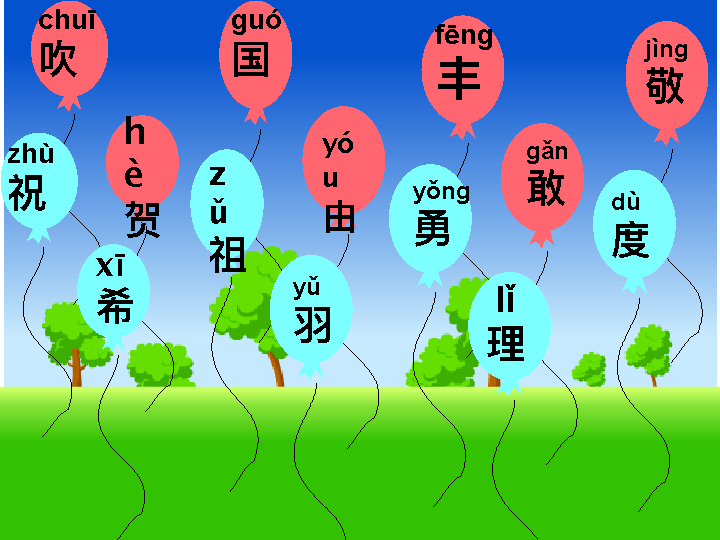 chuī
吹
guó
国
fēng
丰
jìng
敬
zhù
祝
h
è
贺
z
ǔ
祖
yó
u
由
yǒng
勇
gǎn
敢
dù
度
xī
希
yǔ
羽
lǐ
理